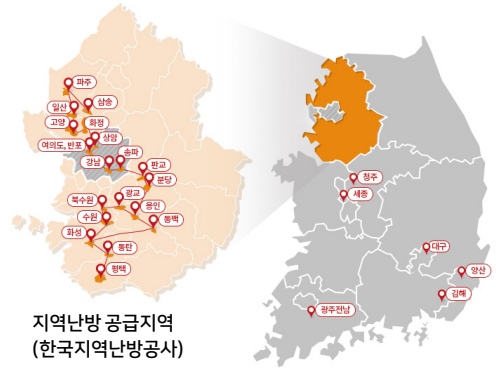 파주
삼송
일산
고양
화정
상암
여의도, 반포
송파
강남
판교
분당
광교
북수원
용인
수원
동백
화성
동탄
평택
청주
세종
대구
양산
김해
광주전남
지역난방 공급지역
(한국지역난방공사)